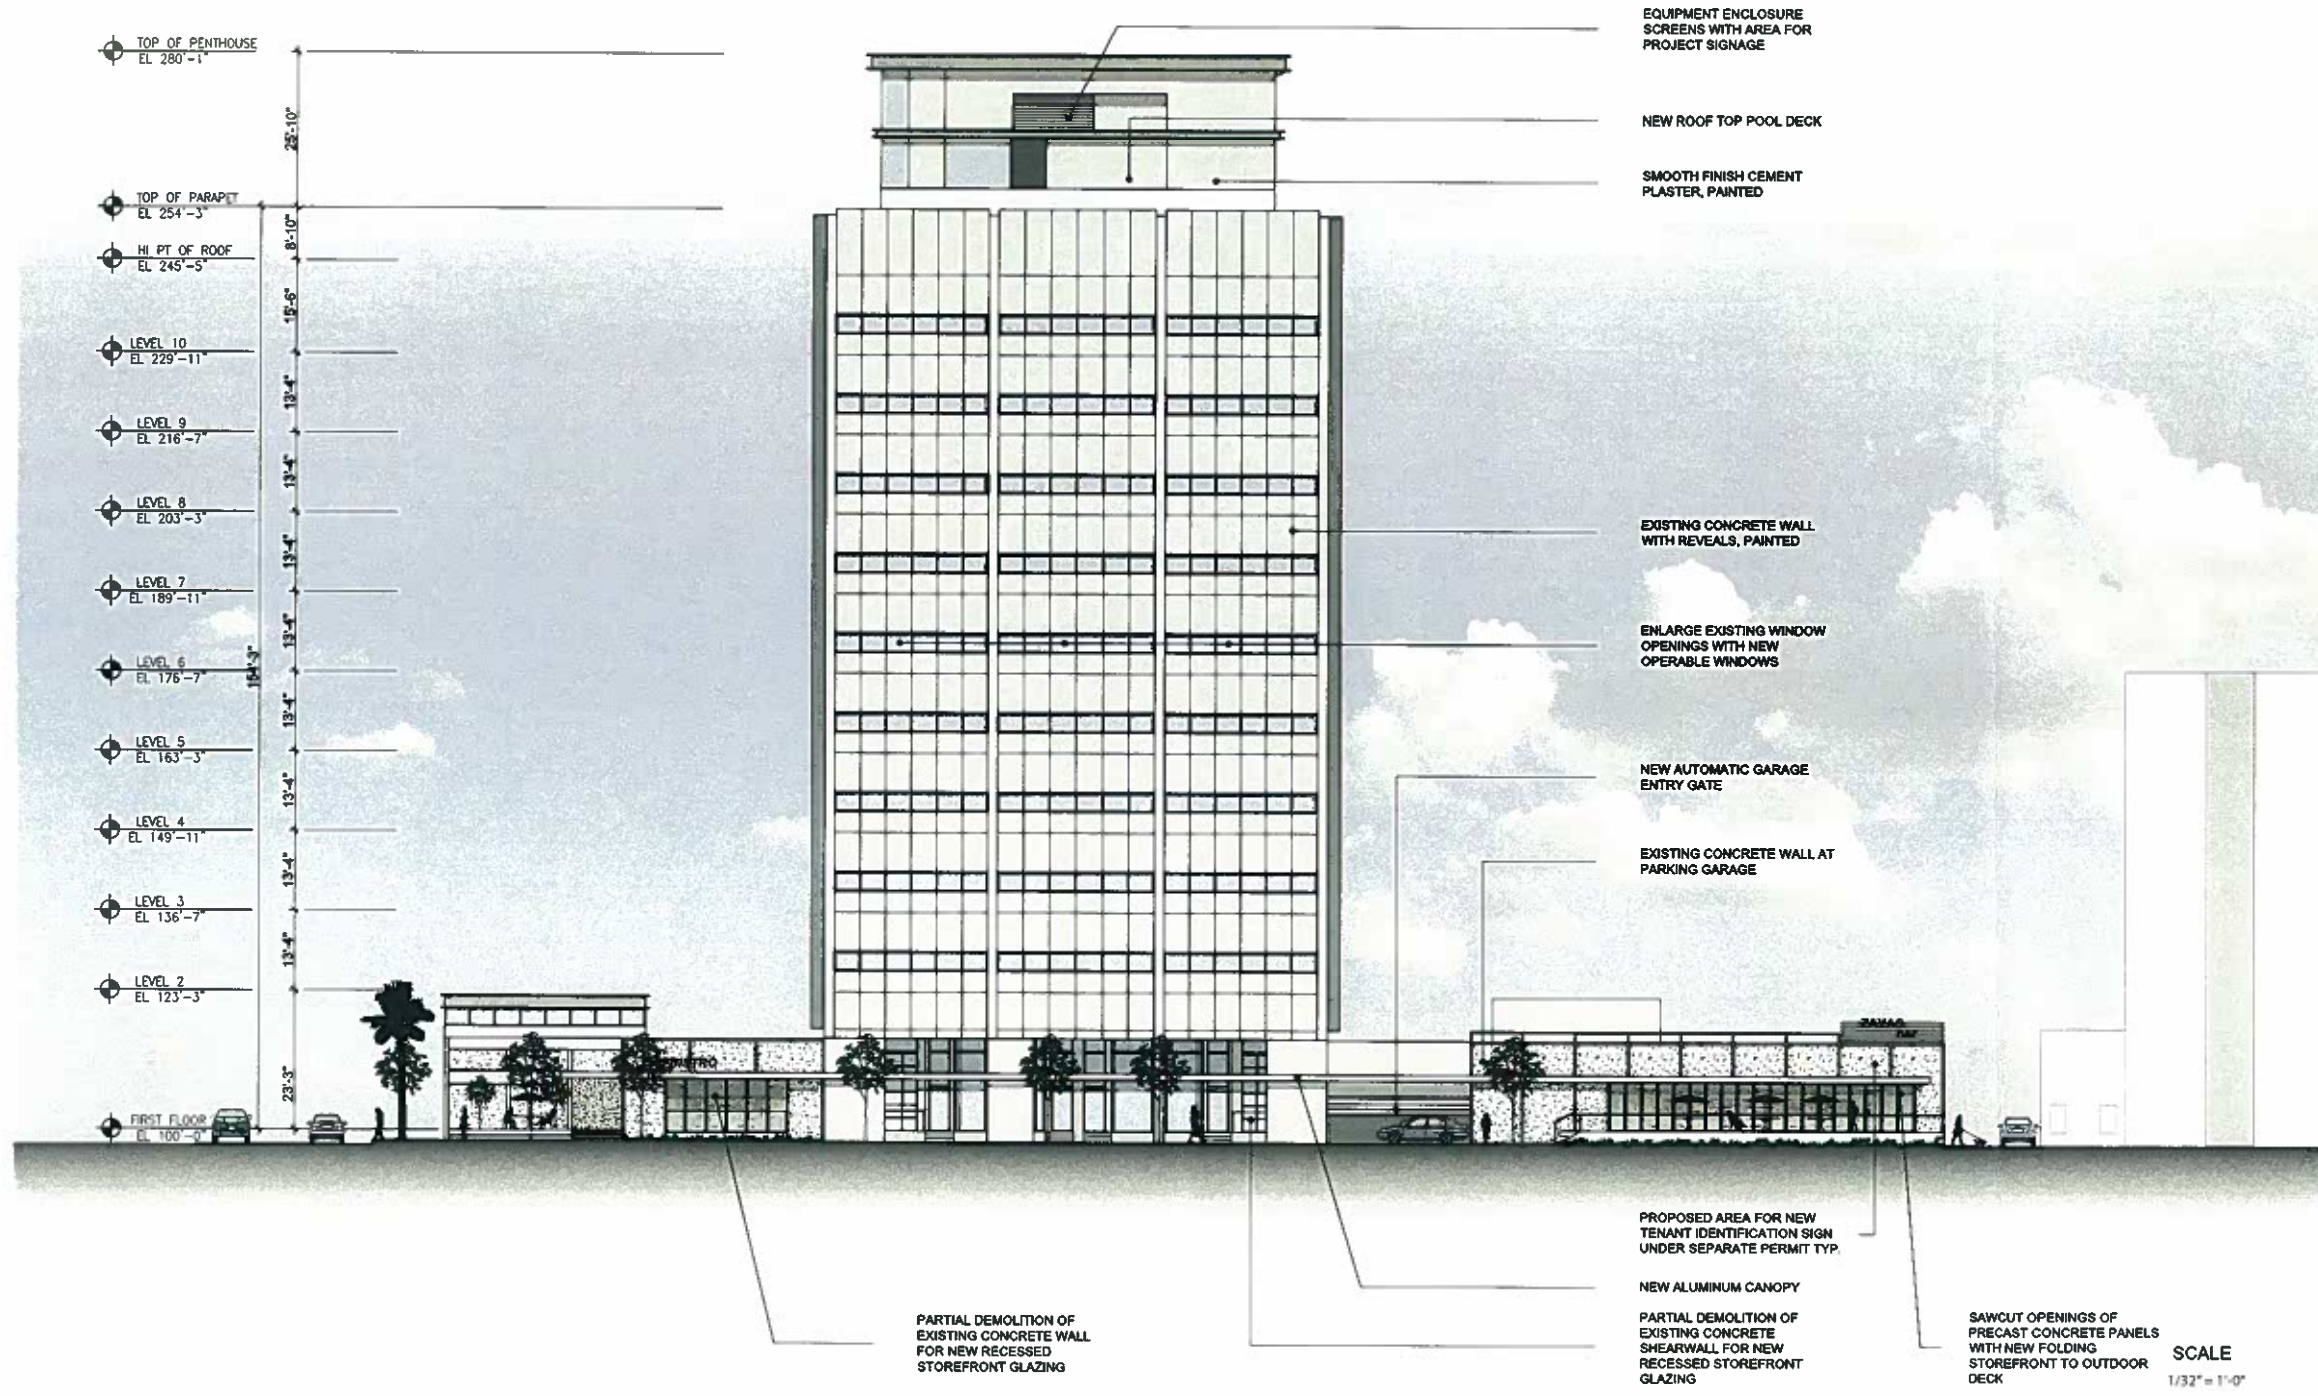 TOP OF PENTHOUSE
EL 280'-1"
25'-10"
TOP OF PARAPET
EL 254'-3"
8'-10"
HI PT OF ROOF
EL 245'-5"
15'-6"
LEVEL 10
EL 229'-11"
13'-4"
LEVEL 9
EL 216'-7"
13'-4"
LEVEL 8
EL 203'-3"
13'-4"
LEVEL 7
EL 189'-11"
13'-4"
LEVEL 6
EL 176'-7"
154'-3"
13'-4"
LEVEL 5
EL 163'-3"
13'-4"
LEVEL 4
EL 149'-11"
13'-4"
LEVEL 3
EL 136'-7"
13'-4"
LEVEL 2
EL 123'-3"
23'-3"
FIRST FLOOR
EL 100'-0"
EQUIPMENT ENCLOSURE
SCREENS WITH AREA FOR
PROJECT SIGNAGE
NEW ROOF TOP POOL DECK
SMOOTH FINISH CEMENT
PLASTER, PAINTED
EXISTING CONCRETE WALL
WITH REVEALS, PAINTED
ENLARGE EXISTING WINDOW
OPENINGS WITH NEW
OPERABLE WINDOWS
NEW AUTOMATIC GARAGE
ENTRY GATE
EXISTING CONCRETE WALL AT
PARKING GARAGE
PROPOSED AREA FOR NEW
TENANT IDENTIFICATION SIGN
UNDER SEPARATE PERMIT TYP.
NEW ALUMINUM CANOPY
PARTIAL DEMOLITION OF
EXISTING CONCRETE
SHEARWALL FOR NEW
RECESSED STOREFRONT
GLAZING
PARTIAL DEMOLITION OF
EXISTING CONCRETE WALL
FOR NEW RECESSED
STOREFRONT GLAZING
SAWCUT OPENINGS OF
PRECAST CONCRETE PANELS
WITH NEW FOLDING
STOREFRONT TO OUTDOOR
DECK
SCALE
1/32" = 1'-0"